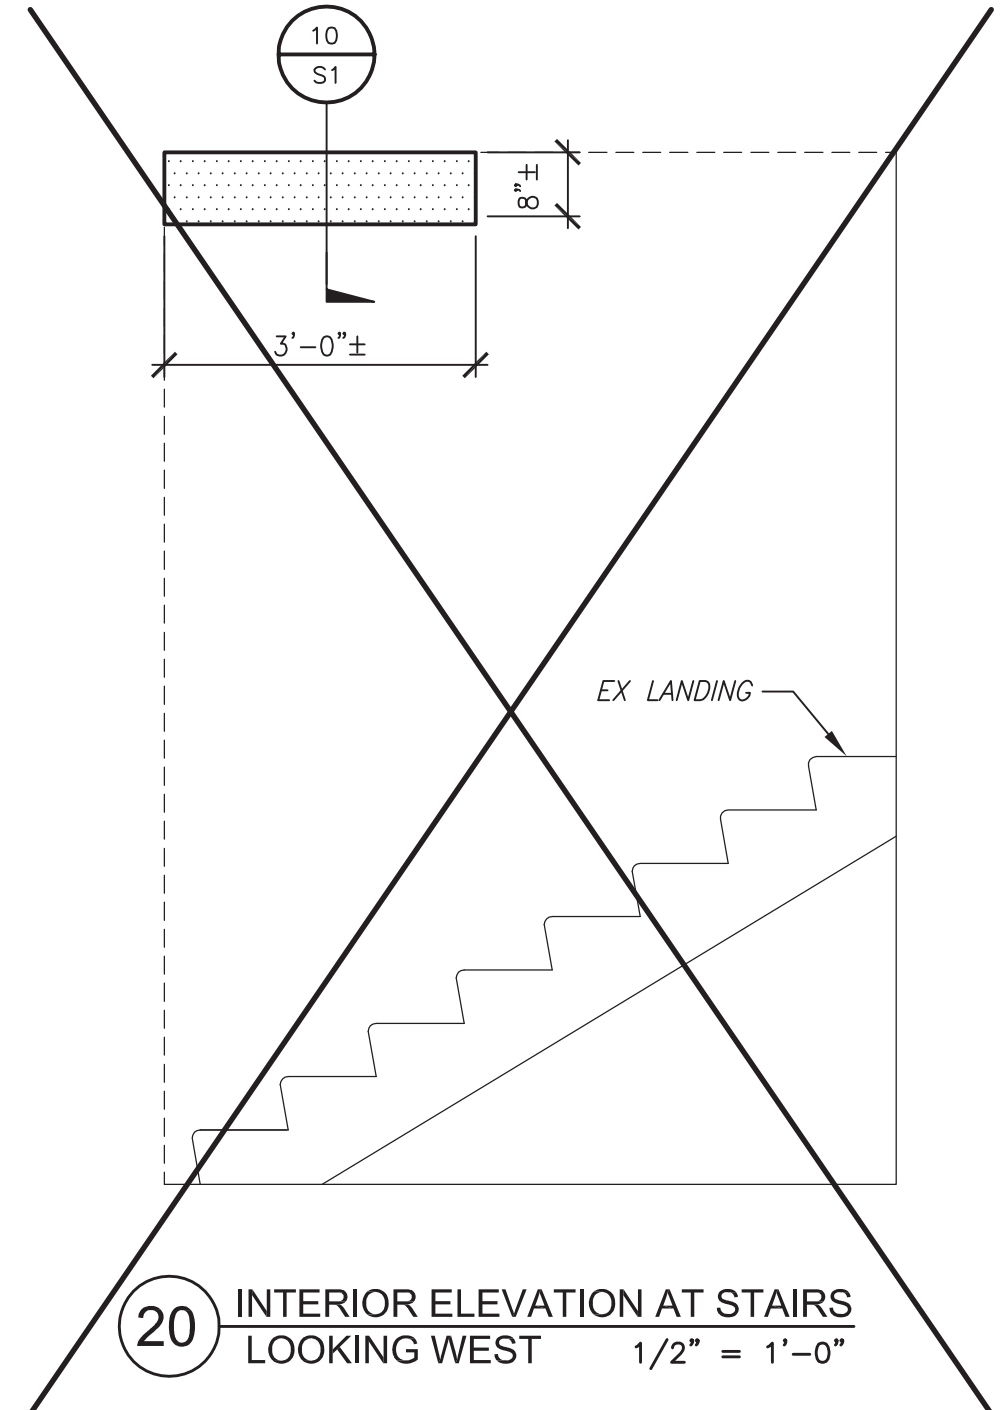 10
S1
8"±
3'-0"±
EX LANDING
20
INTERIOR ELEVATION AT STAIRS
LOOKING WEST 1/2" = 1'-0"